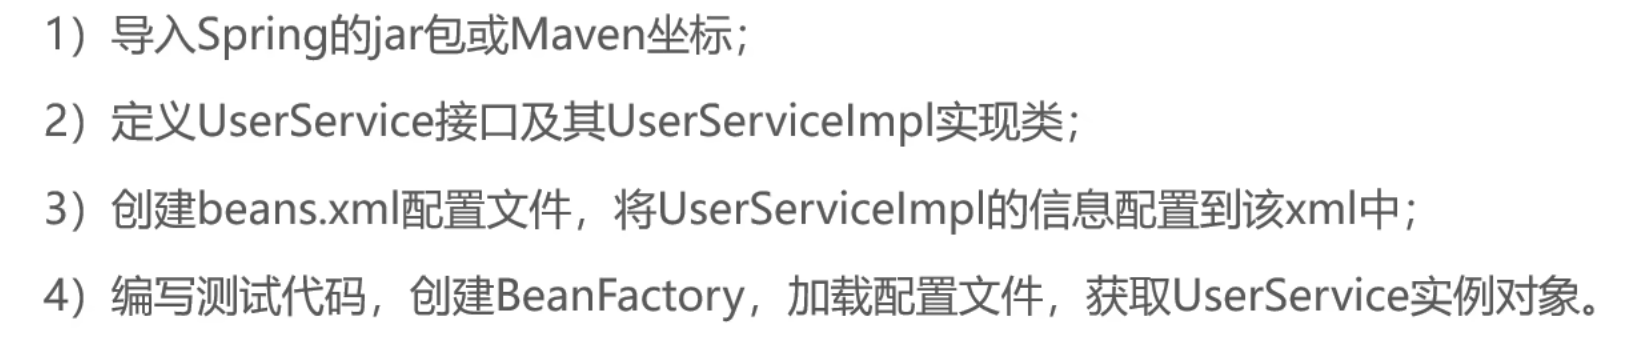 1）导入Spring的jar包或Maven坐标；
2）定义UserService接口及其UserServiceImpl实现类；
3）创建beans.xml配置文件，将UserServiceImpl的信息配置到该xml中；
4）编写测试代码，创建BeanFactory，加载配置文件，获取UserService实例对象。